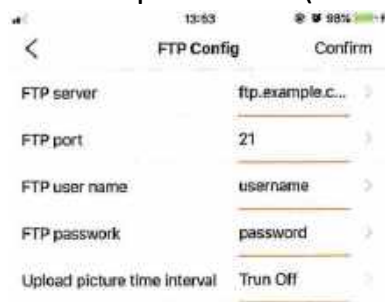 13:53 98%
FTP Config Confirm
FTP server ftp.example.c...
FTP port 21
FTP user name username
FTP passwork password
Upload picture time interval Trun Off